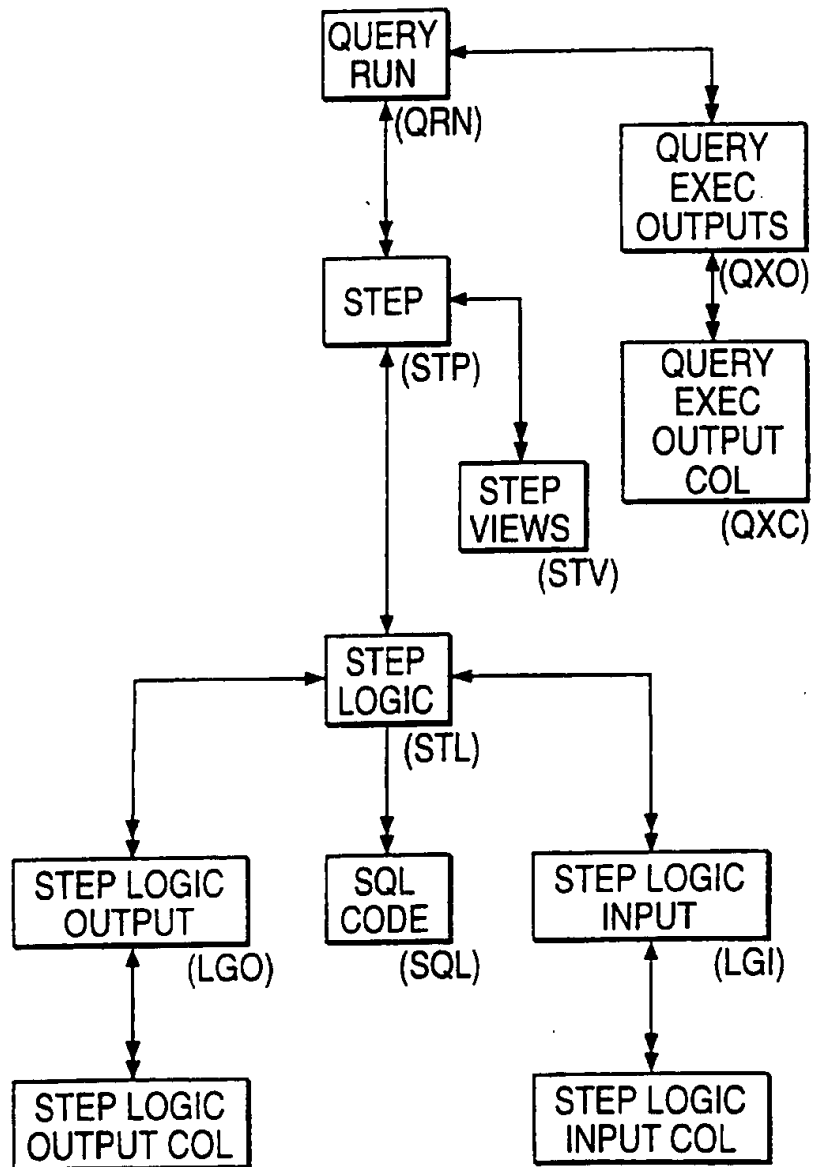 QUERY
RUN
(QRN)
QUERY
EXEC
OUTPUTS
(QXO)
STEP
(STP)
QUERY
EXEC
OUTPUT
COL
(QXC)
STEP
VIEWS
(STV)
STEP
LOGIC
(STL)
STEP LOGIC
OUTPUT
(LGO)
SQL
CODE
(SQL)
STEP LOGIC
INPUT
(LGI)
STEP LOGIC
OUTPUT COL
STEP LOGIC
INPUT COL